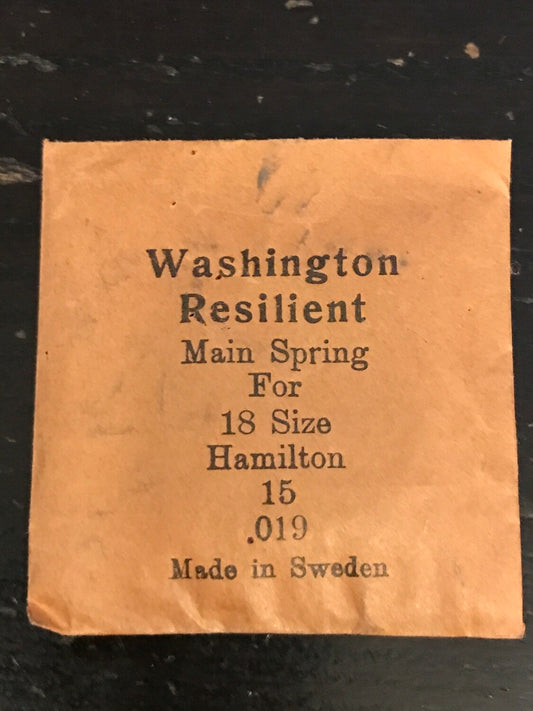 Washington
Resilient
Main Spring
For
18 Size
Hamilton
15
.019
Made in Sweden